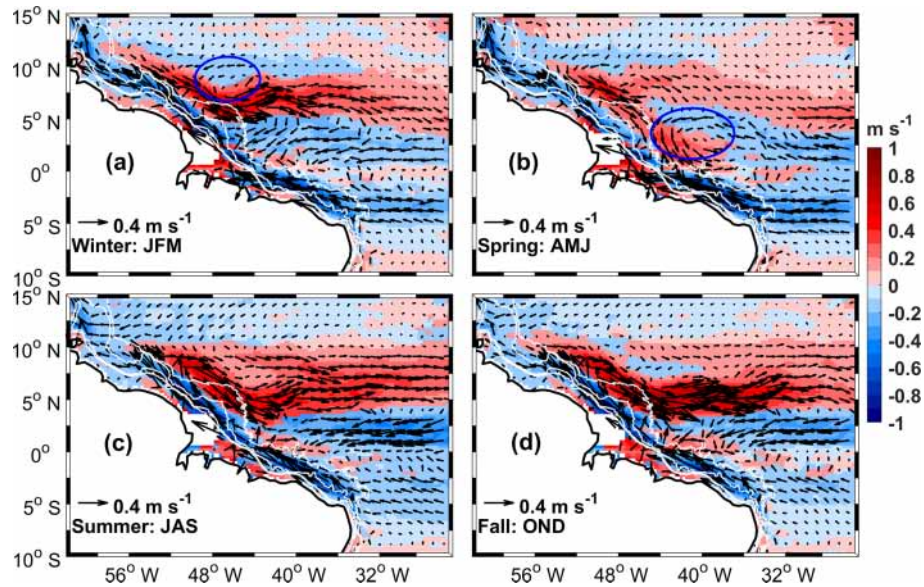 15° N
10° N
5° N
0°
5° S
10° S
(a)
0.4 m s⁻¹
Winter: JFM
(b)
0.4 m s⁻¹
Spring: AMJ
m s⁻¹
1
0.8
0.6
0.4
0.2
0
-0.2
-0.4
-0.6
-0.8
-1
15° N
10° N
5° N
0°
5° S
10° S
(c)
0.4 m s⁻¹
Summer: JAS
(d)
0.4 m s⁻¹
Fall: OND
56° W
48° W
40° W
32° W
56° W
48° W
40° W
32° W